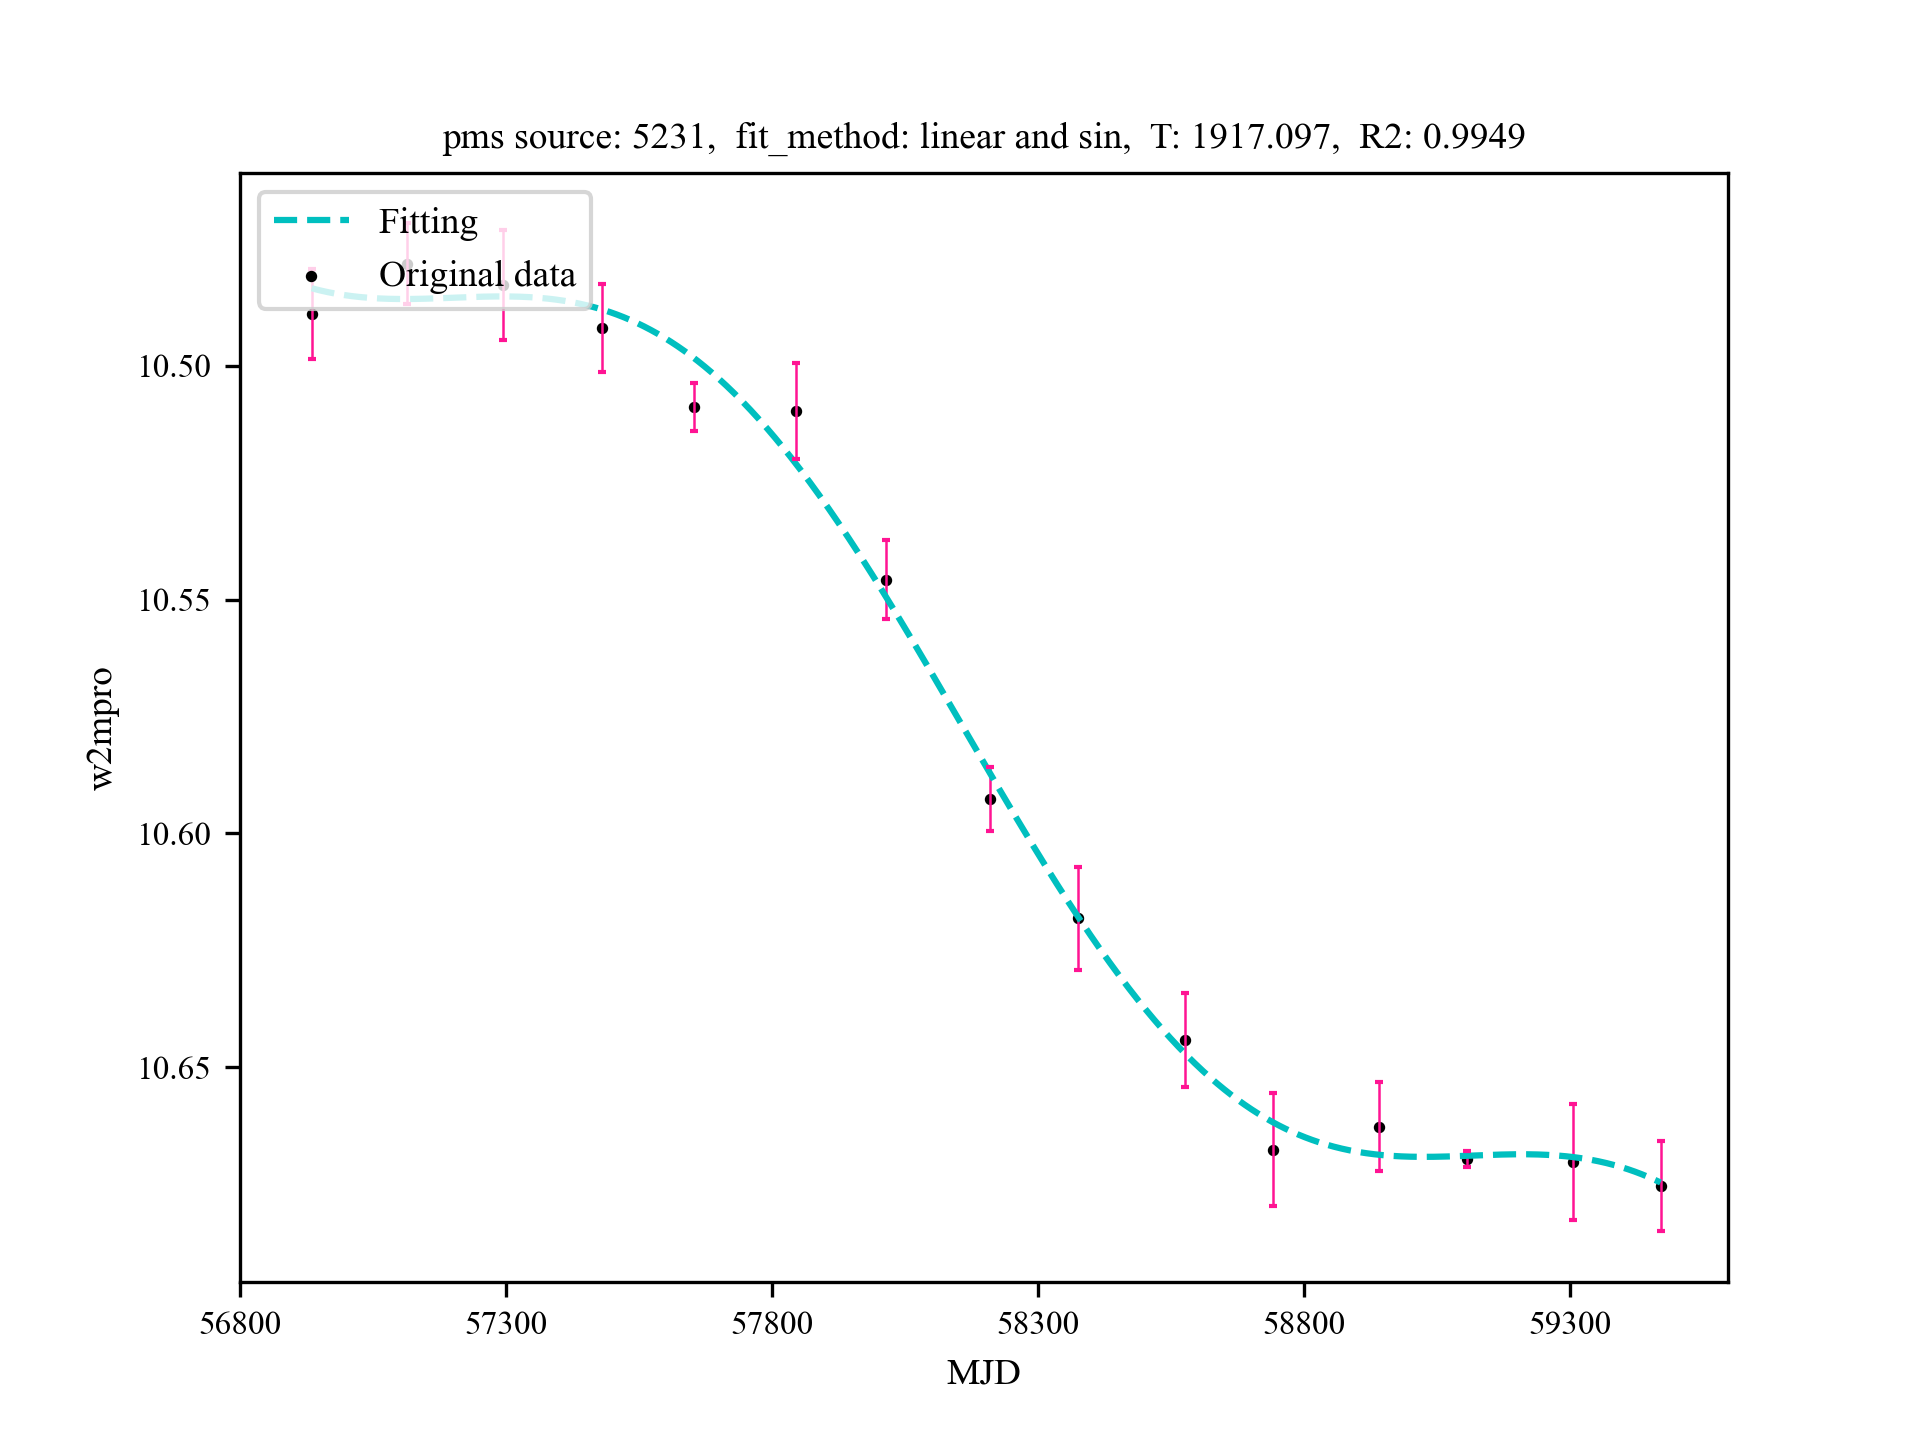 pms source: 5231,  fit_method: linear and sin,  T: 1917.097,  R2: 0.9949
Fitting
Original data
10.50
10.55
10.60
10.65
w2mpro
56800
57300
57800
58300
58800
59300
MJD